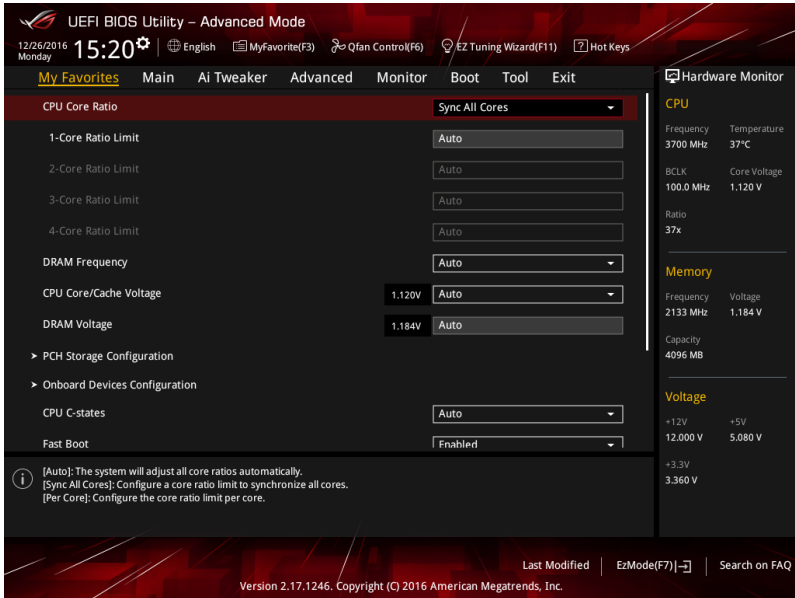 UEFI BIOS Utility – Advanced Mode
12/26/2016 Monday 15:20 English MyFavorite(F3) Qfan Control(F6) EZ Tuning Wizard(F11) ? Hot Keys
My Favorites Main Ai Tweaker Advanced Monitor Boot Tool Exit
CPU Core Ratio Sync All Cores
1-Core Ratio Limit Auto
2-Core Ratio Limit Auto
3-Core Ratio Limit Auto
4-Core Ratio Limit Auto
DRAM Frequency Auto
CPU Core/Cache Voltage 1.120V Auto
DRAM Voltage 1.184V Auto
PCH Storage Configuration
Onboard Devices Configuration
CPU C-states Auto
Fast Boot Enabled
[Auto]: The system will adjust all core ratios automatically.
[Sync All Cores]: Configure a core ratio limit to synchronize all cores.
[Per Core]: Configure the core ratio limit per core.
Hardware Monitor
CPU
Frequency Temperature
3700 MHz 37°C
BCLK Core Voltage
100.0 MHz 1.120 V
Ratio
37x
Memory
Frequency Voltage
2133 MHz 1.184 V
Capacity
4096 MB
Voltage
+12V +5V
12.000 V 5.080 V
+3.3V
3.360 V
Last Modified EzMode(F7) Search on FAQ
Version 2.17.1246. Copyright (C) 2016 American Megatrends, Inc.